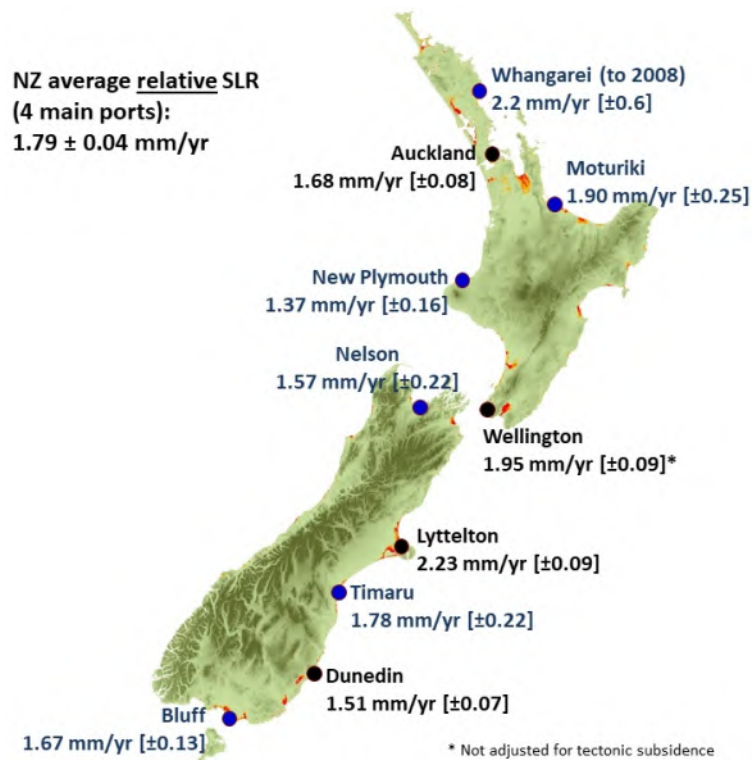 NZ average relative SLR
(4 main ports):
1.79 ± 0.04 mm/yr
Whangarei (to 2008)
2.2 mm/yr [±0.6]
Auckland
1.68 mm/yr [±0.08]
Moturiki
1.90 mm/yr [±0.25]
New Plymouth
1.37 mm/yr [±0.16]
Nelson
1.57 mm/yr [±0.22]
Wellington
1.95 mm/yr [±0.09]*
Lyttelton
2.23 mm/yr [±0.09]
Timaru
1.78 mm/yr [±0.22]
Dunedin
1.51 mm/yr [±0.07]
Bluff
1.67 mm/yr [±0.13]
* Not adjusted for tectonic subsidence